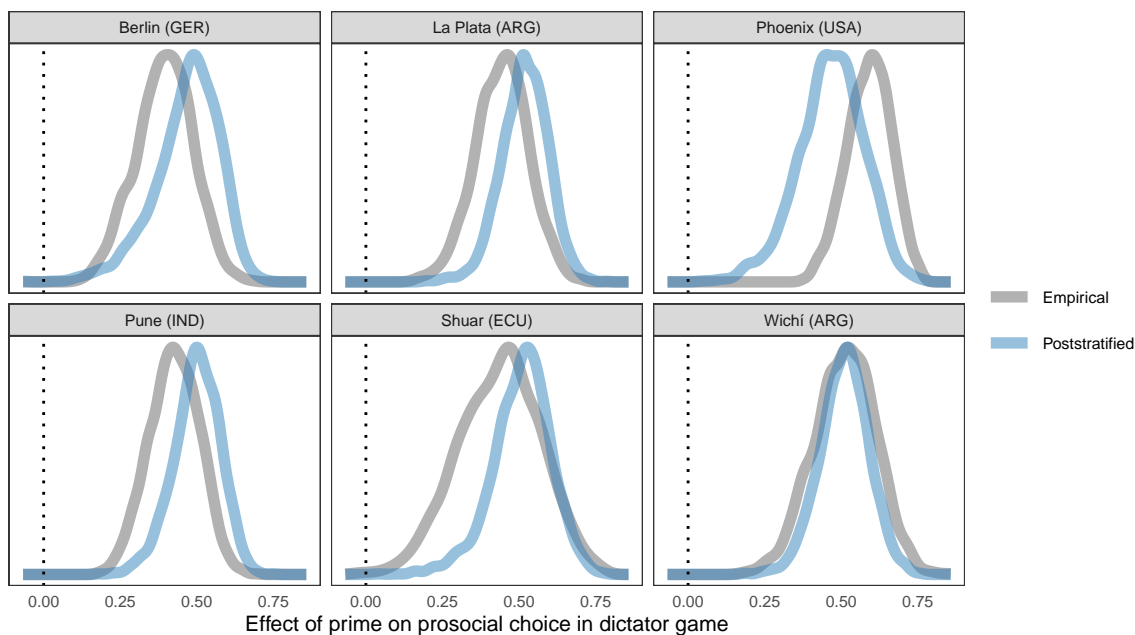 Berlin (GER)
La Plata (ARG)
Phoenix (USA)
Pune (IND)
Shuar (ECU)
Wichí (ARG)
0.00 0.25 0.50 0.75
0.00 0.25 0.50 0.75
0.00 0.25 0.50 0.75
Effect of prime on prosocial choice in dictator game
Empirical
Poststratified